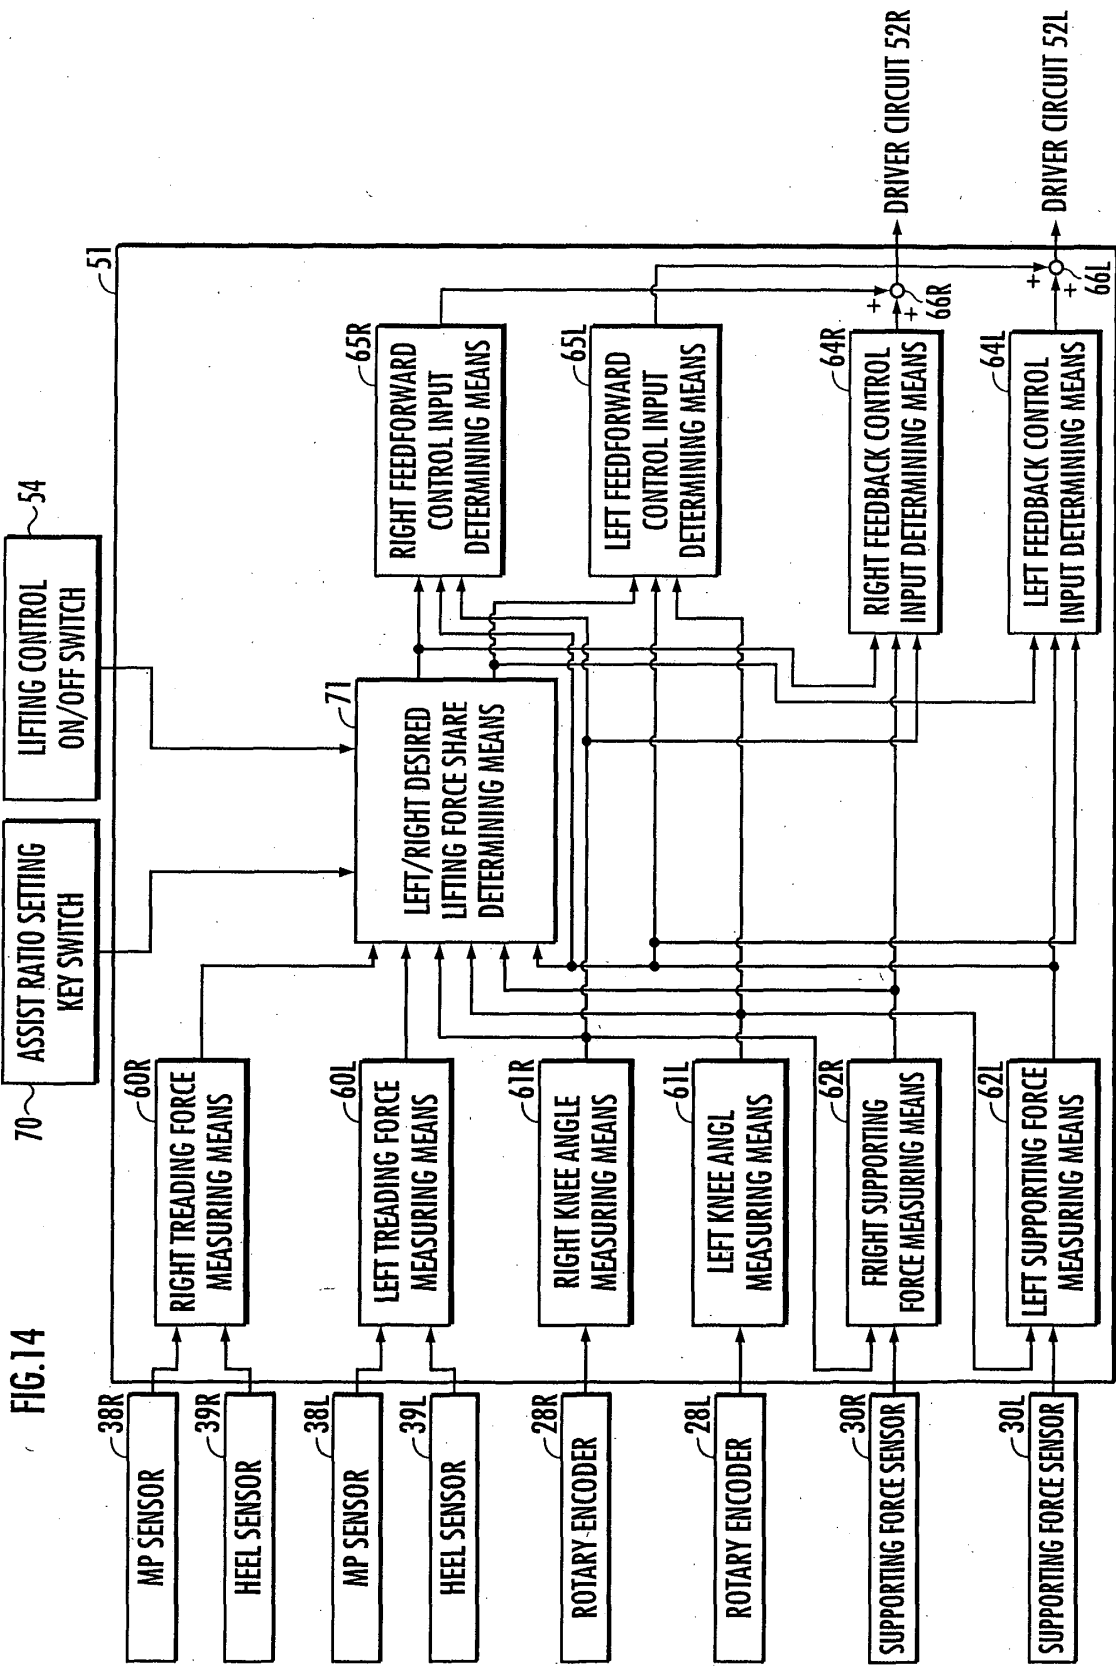 FIG.14
70
ASSIST RATIO SETTING
KEY SWITCH
LIFTING CONTROL
ON/OFF SWITCH
54
51
MP SENSOR
38R
HEEL SENSOR
39R
MP SENSOR
38L
HEEL SENSOR
39L
ROTARY ENCODER
28R
ROTARY ENCODER
28L
SUPPORTING FORCE SENSOR
30R
SUPPORTING FORCE SENSOR
30L
RIGHT TREADING FORCE
MEASURING MEANS
60R
LEFT TREADING FORCE
MEASURING MEANS
60L
RIGHT KNEE ANGLE
MEASURING MEANS
61R
LEFT KNEE ANGL
MEASURING MEANS
61L
FRIGHT SUPPORTING
FORCE MEASURING MEANS
62R
LEFT SUPPORTING FORCE
MEASURING MEANS
62L
LEFT/RIGHT DESIRED
LIFTING FORCE SHARE
DETERMINING MEANS
71
RIGHT FEEDFORWARD
CONTROL INPUT
DETERMINING MEANS
65R
LEFT FEEDFORWARD
CONTROL INPUT
DETERMINING MEANS
65L
RIGHT FEEDBACK CONTROL
INPUT DETERMINING MEANS
64R
LEFT FEEDBACK CONTROL
INPUT DETERMINING MEANS
64L
+
+
66R
+
+
66L
DRIVER CIRCUIT 52R
DRIVER CIRCUIT 52L